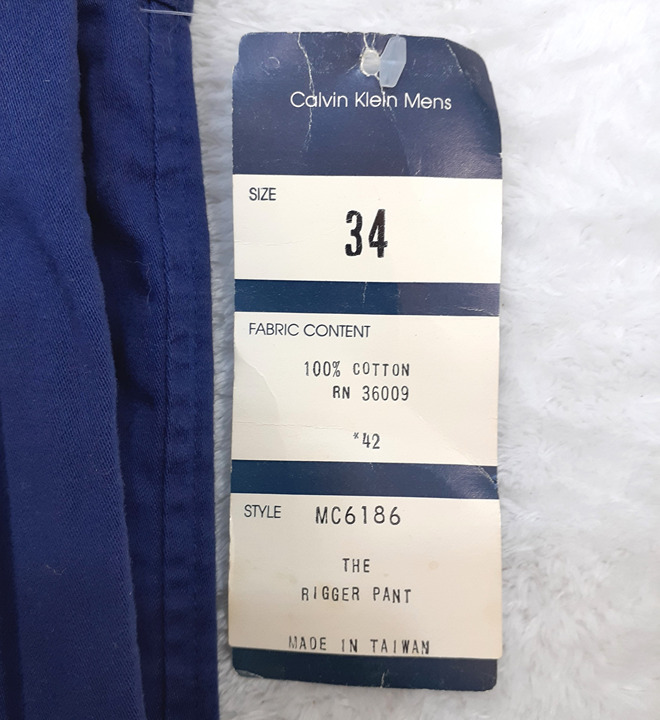 Calvin Klein Mens
SIZE
34
FABRIC CONTENT
100% COTTON
RN 36009
*42
STYLE MC6186
THE
RIGGER PANT
MADE IN TAIWAN